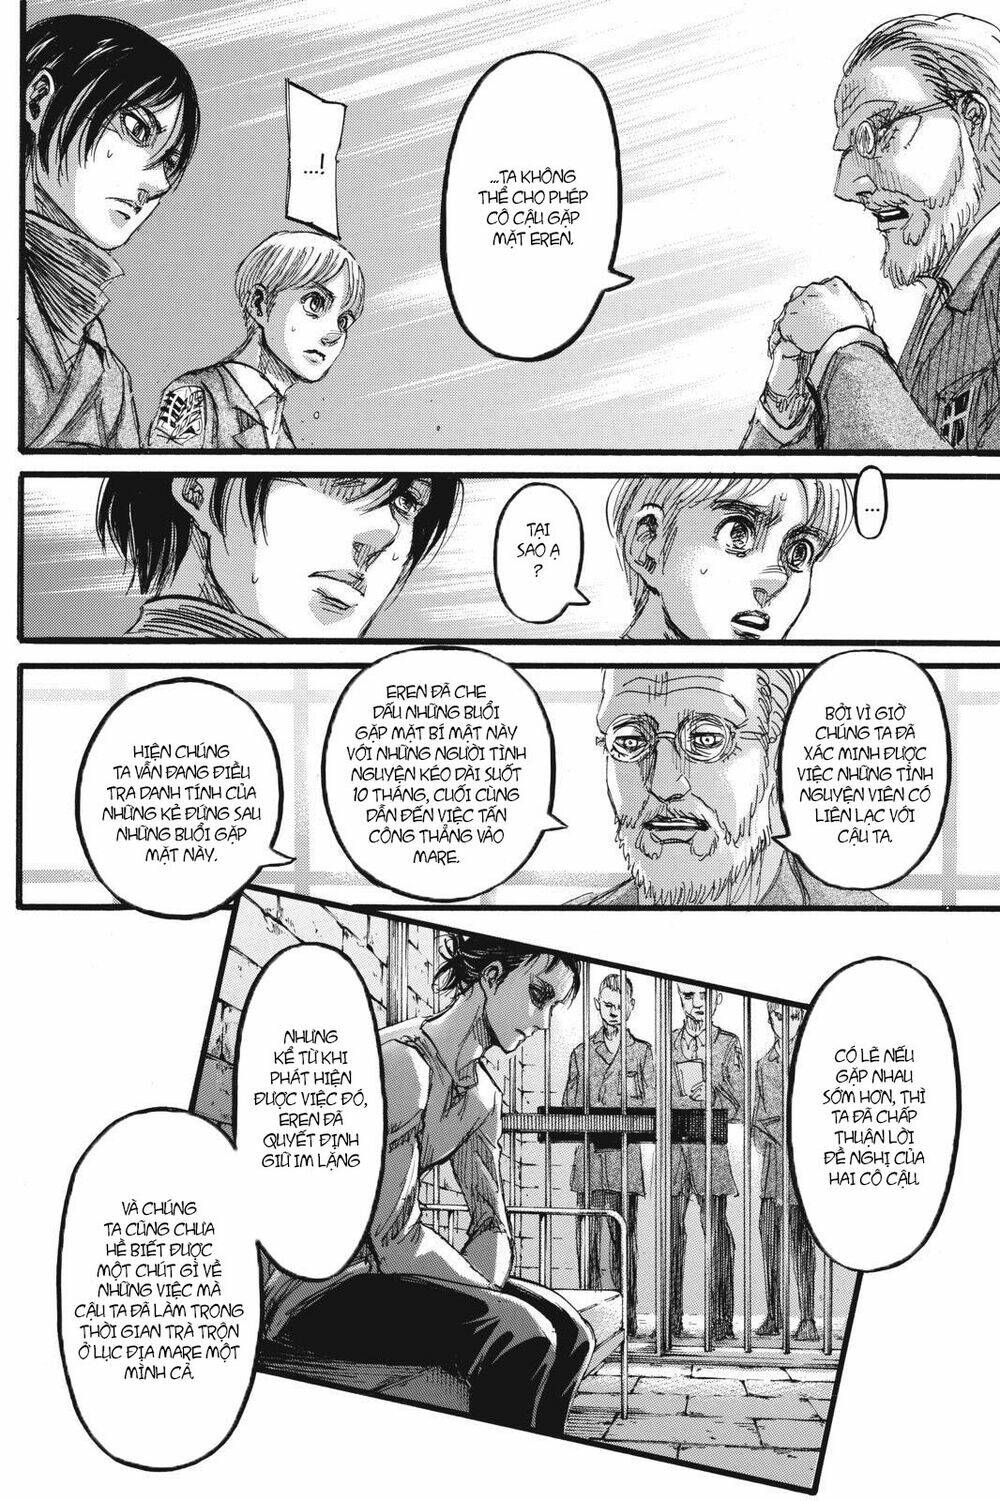 ...TA KHÔNG
THỂ CHO PHÉP
CÔ CẬU GẶP
MẶT EREN.
....!
....
TẠI
SAO Ạ
?
BỞI VÌ GIỜ
CHÚNG TA ĐÃ
XÁC MINH ĐƯỢC
VIỆC NHỮNG TÌNH
NGUYỆN VIÊN CÓ
LIÊN LẠC VỚI
CẬU TA.
EREN ĐÃ CHE
DẤU NHỮNG BUỔI
GẶP MẶT BÍ MẬT NÀY
VỚI NHỮNG NGƯỜI TÌNH
NGUYỆN KÉO DÀI SUỐT
10 THÁNG, CUỐI CÙNG
DẪN ĐẾN VIỆC TẤN
CÔNG THẲNG VÀO
MARE.
HIỆN CHÚNG
TA VẪN ĐANG ĐIỀU
TRA DANH TÍNH CỦA
NHỮNG KẺ ĐỨNG SAU
NHỮNG BUỔI GẶP
MẶT NÀY.
CÓ LẼ NẾU
GẶP NHAU
SỚM HƠN, THÌ
TA ĐÃ CHẤP
THUẬN LỜI
ĐỀ NGHỊ CỦA
HAI CÔ CẬU.
NHƯNG
KỂ TỪ KHI
PHÁT HIỆN
ĐƯỢC VIỆC ĐÓ,
EREN ĐÃ
QUYẾT ĐỊNH
GIỮ IM LẶNG
VÀ CHÚNG
TA CŨNG CHƯA
HỀ BIẾT ĐƯỢC
MỘT CHÚT GÌ VỀ
NHỮNG VIỆC MÀ
CẬU TA ĐÃ LÀM TRONG
THỜI GIAN TRÀ TRỘN
Ở LỤC ĐỊA MARE MỘT
MÌNH CẢ.